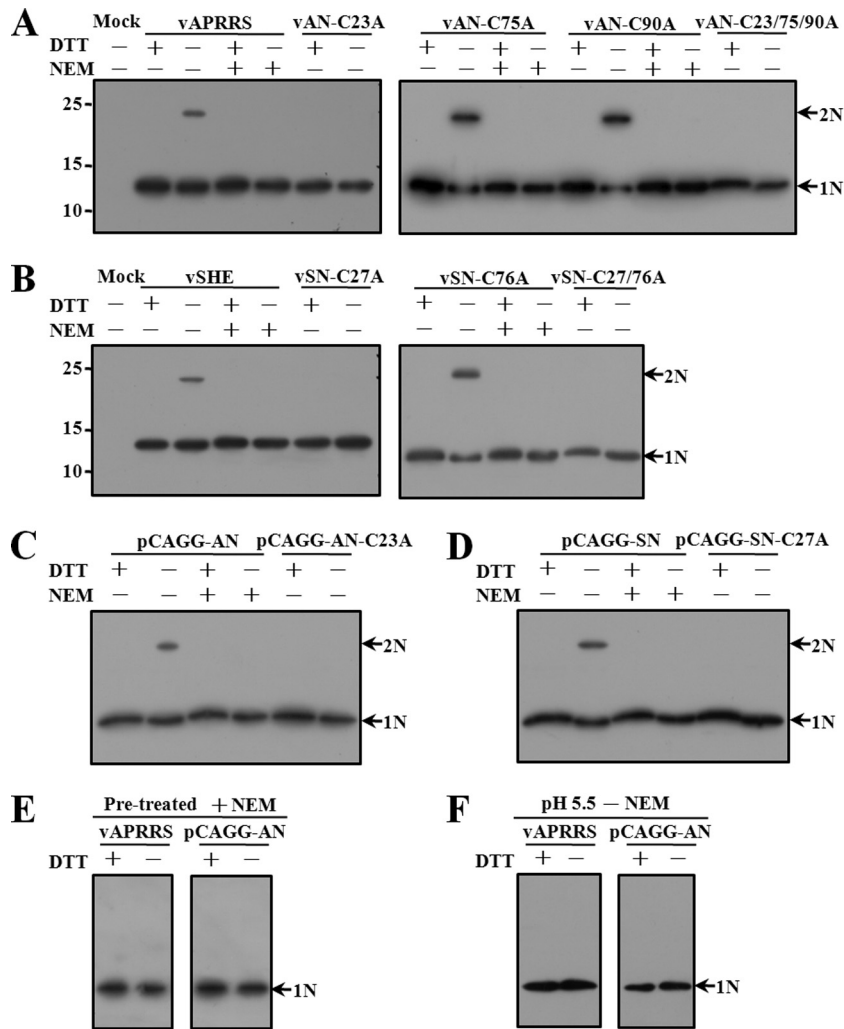 A
Mock vAPRRS vAN-C23A vAN-C75A vAN-C90A vAN-C23/75/90A
DTT − + − + − + − + − + − + − + − + −
NEM − − − + + − − − − + + − − + + − −
25
15
10
2N
1N
B
Mock vSHE vSN-C27A vSN-C76A vSN-C27/76A
DTT − + − + − + − + − + − + −
NEM − − − + + − − − − + + − −
25
15
10
2N
1N
C
pCAGG-AN pCAGG-AN-C23A
DTT + − + − + −
NEM − − + + − −
2N
1N
D
pCAGG-SN pCAGG-SN-C27A
DTT + − + − + −
NEM − − + + − −
2N
1N
E
Pre-treated + NEM
vAPRRS pCAGG-AN
DTT + − + −
1N
F
pH 5.5 − NEM
vAPRRS pCAGG-AN
DTT + − + −
1N